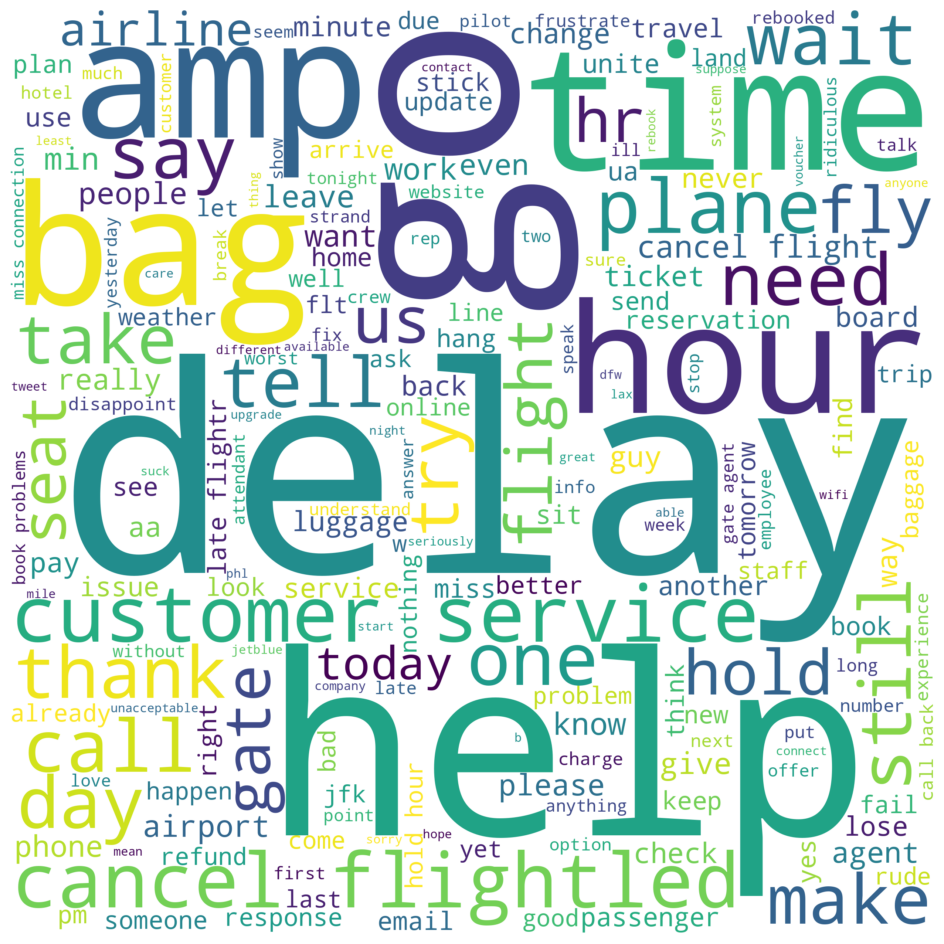 delay
help
time
bag
go
amp
hour
customer service
cancel flightled
plane
fly
wait
need
say
hr
us
take
tell
try
flight
seat
still
thank
call
day
gate
today
one
hold
make
airline
seem
minute
due
pilot
frustrate
change
travel
rebooked
plan
much
customer
hotel
use
least
min
people
show
contact
stick
update
unite
land
suppose
system
ridiculous
ill
rebook
talk
voucher
arrive
work
even
ua
never
anyone
thing
tonight
website
let
leave
strand
want
home
rep
two
sure
cancel flight
ticket
miss connection
yesterday
care
break
well
flt
crew
send
reservation
board
weather
fix
line
hang
speak
different
available
worst
ask
back
dfw
stop
trip
tweet
really
disappoint
upgrade
online
lax
find
night
answer
great
guy
book problems
suck
see
aa
late flightr
attendant
understand
info
able
week
gate agent
tomorrow
employee
wifi
baggage
luggage
w
seriously
sit
pay
phl
issue
look
service
nothing
miss
better
another
staff
way
mile
start
book
without
jetblue
company
late
problem
know
think
new
long
number
experience
already
unacceptable
right
bad
b
charge
please
give
next
put
connect
offer
call back
love
happen
jfk
point
anything
keep
fail
lose
phone
airport
refund
come
sorry
hope
hold hour
yet
option
check
yes
agent
rude
mean
first
last
pm
someone
response
email
good
passenger